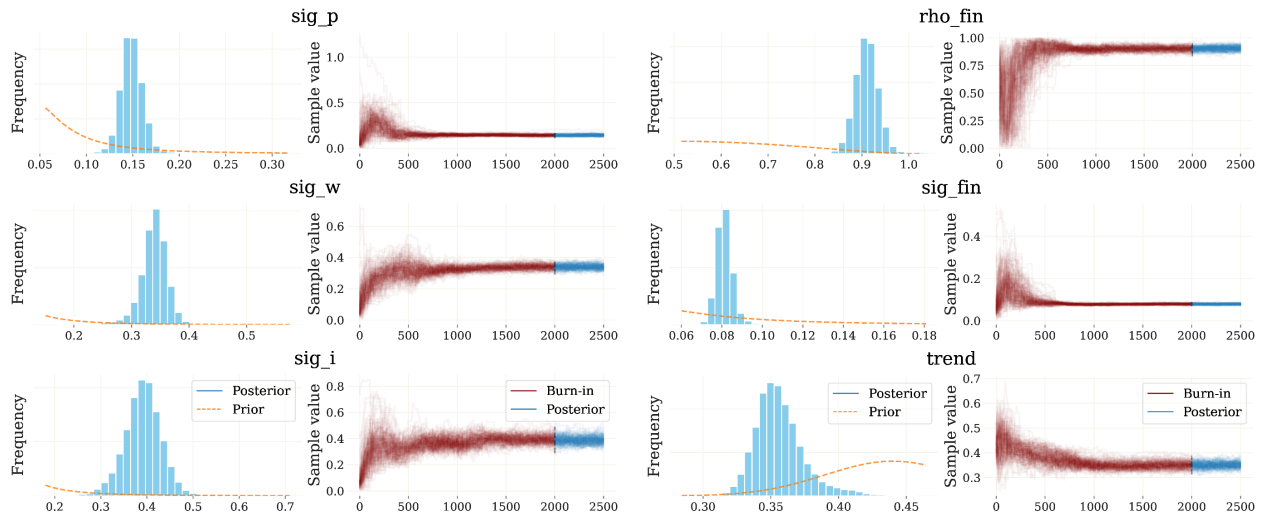 sig_p
Frequency
0.05 0.10 0.15 0.20 0.25 0.30
Sample value
1.0
0.5
0.0
0 500 1000 1500 2000 2500
rho_fin
Frequency
0.5 0.6 0.7 0.8 0.9 1.0
Sample value
1.00
0.75
0.50
0.25
0.00
0 500 1000 1500 2000 2500
sig_w
Frequency
0.2 0.3 0.4 0.5
Sample value
0.6
0.4
0.2
0.0
0 500 1000 1500 2000 2500
sig_fin
Frequency
0.06 0.08 0.10 0.12 0.14 0.16 0.18
Sample value
0.4
0.2
0.0
0 500 1000 1500 2000 2500
sig_i
Frequency
Posterior
Prior
0.2 0.3 0.4 0.5 0.6 0.7
Sample value
0.8
0.6
0.4
0.2
0.0
Burn-in
Posterior
0 500 1000 1500 2000 2500
trend
Frequency
Posterior
Prior
0.30 0.35 0.40 0.45
Sample value
0.7
0.6
0.5
0.4
0.3
Burn-in
Posterior
0 500 1000 1500 2000 2500